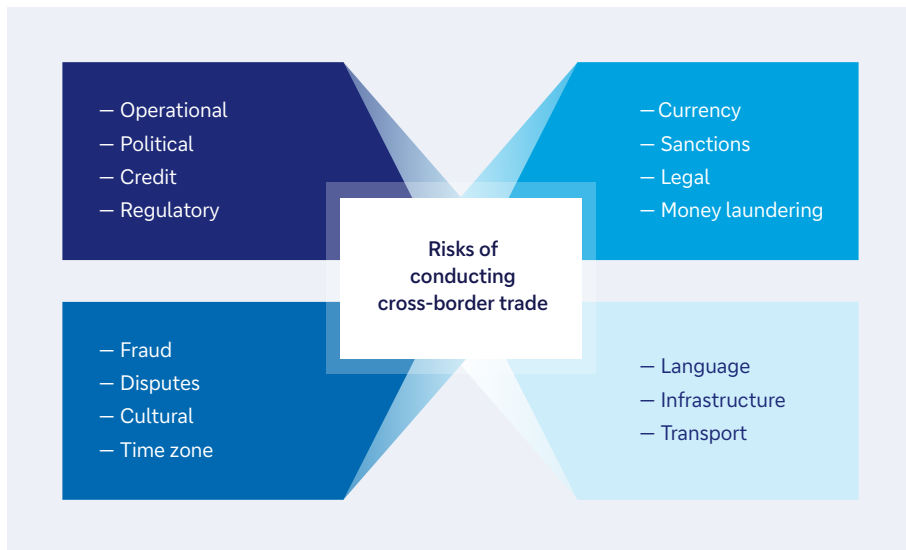 — Operational
— Political
— Credit
— Regulatory
— Currency
— Sanctions
— Legal
— Money laundering
Risks of
conducting
cross-border trade
— Fraud
— Disputes
— Cultural
— Time zone
— Language
— Infrastructure
— Transport